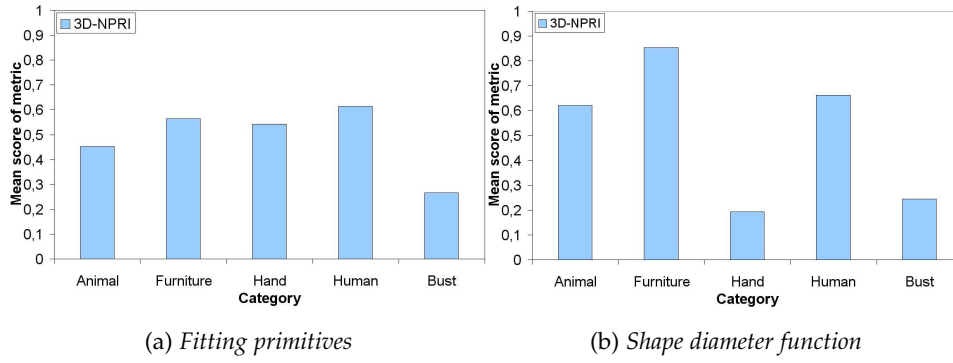 3D-NPRI
Mean score of metric
1
0,9
0,8
0,7
0,6
0,5
0,4
0,3
0,2
0,1
0
Animal Furniture Hand Human Bust
Category
(a) Fitting primitives
3D-NPRI
Mean score of metric
1
0,9
0,8
0,7
0,6
0,5
0,4
0,3
0,2
0,1
0
Animal Furniture Hand Human Bust
Category
(b) Shape diameter function